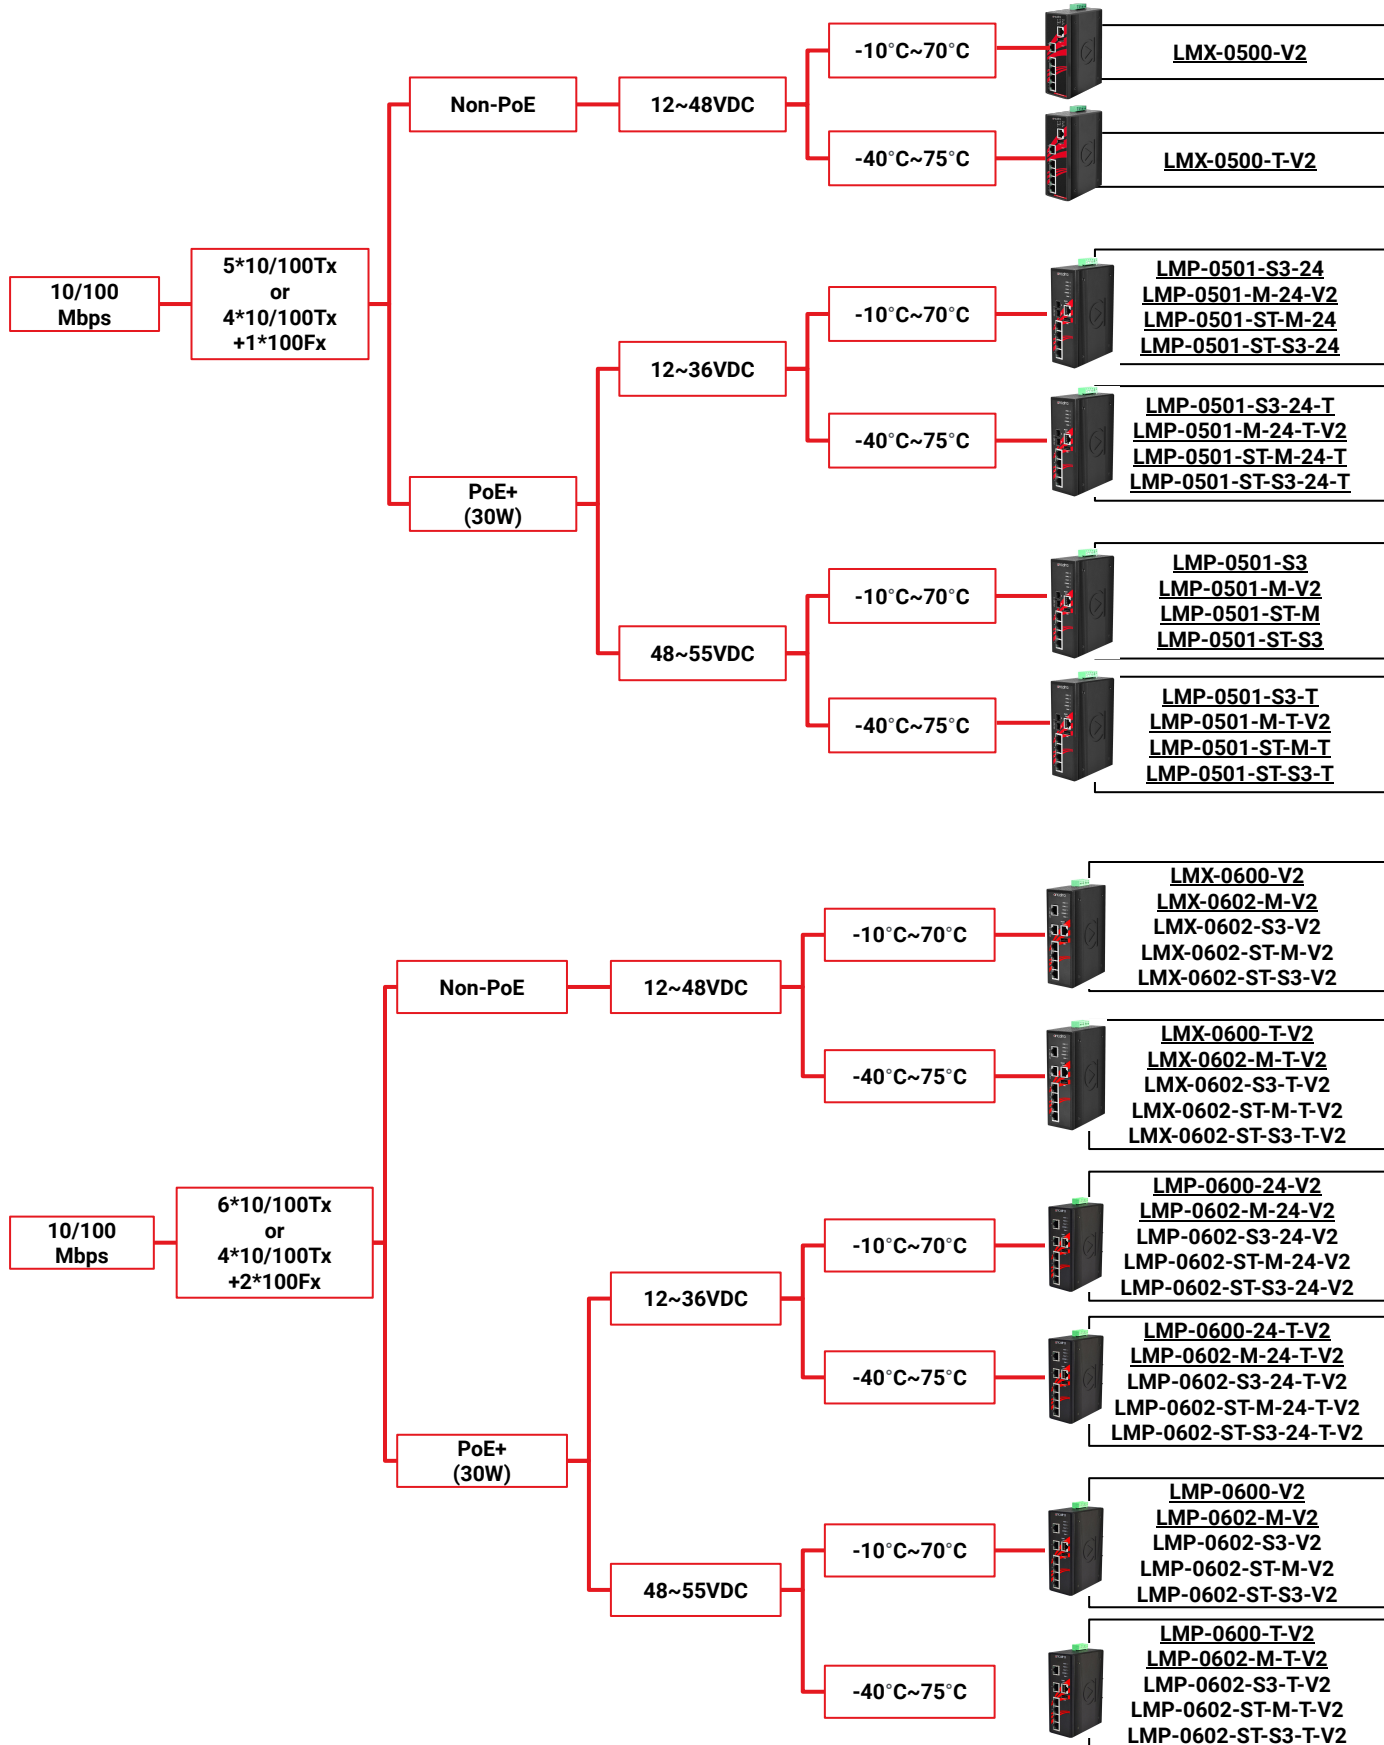 10/100
Mbps
5*10/100Tx
or
4*10/100Tx
+1*100Fx
Non-PoE
12~48VDC
-10°C~70°C
LMX-0500-V2
-40°C~75°C
LMX-0500-T-V2
PoE+
(30W)
12~36VDC
-10°C~70°C
LMP-0501-S3-24
LMP-0501-M-24-V2
LMP-0501-ST-M-24
LMP-0501-ST-S3-24
-40°C~75°C
LMP-0501-S3-24-T
LMP-0501-M-24-T-V2
LMP-0501-ST-M-24-T
LMP-0501-ST-S3-24-T
48~55VDC
-10°C~70°C
LMP-0501-S3
LMP-0501-M-V2
LMP-0501-ST-M
LMP-0501-ST-S3
-40°C~75°C
LMP-0501-S3-T
LMP-0501-M-T-V2
LMP-0501-ST-M-T
LMP-0501-ST-S3-T
10/100
Mbps
6*10/100Tx
or
4*10/100Tx
+2*100Fx
Non-PoE
12~48VDC
-10°C~70°C
LMX-0600-V2
LMX-0602-M-V2
LMX-0602-S3-V2
LMX-0602-ST-M-V2
LMX-0602-ST-S3-V2
-40°C~75°C
LMX-0600-T-V2
LMX-0602-M-T-V2
LMX-0602-S3-T-V2
LMX-0602-ST-M-T-V2
LMX-0602-ST-S3-T-V2
PoE+
(30W)
12~36VDC
-10°C~70°C
LMP-0600-24-V2
LMP-0602-M-24-V2
LMP-0602-S3-24-V2
LMP-0602-ST-M-24-V2
LMP-0602-ST-S3-24-V2
-40°C~75°C
LMP-0600-24-T-V2
LMP-0602-M-24-T-V2
LMP-0602-S3-24-T-V2
LMP-0602-ST-M-24-T-V2
LMP-0602-ST-S3-24-T-V2
48~55VDC
-10°C~70°C
LMP-0600-V2
LMP-0602-M-V2
LMP-0602-S3-V2
LMP-0602-ST-M-V2
LMP-0602-ST-S3-V2
-40°C~75°C
LMP-0600-T-V2
LMP-0602-M-T-V2
LMP-0602-S3-T-V2
LMP-0602-ST-M-T-V2
LMP-0602-ST-S3-T-V2